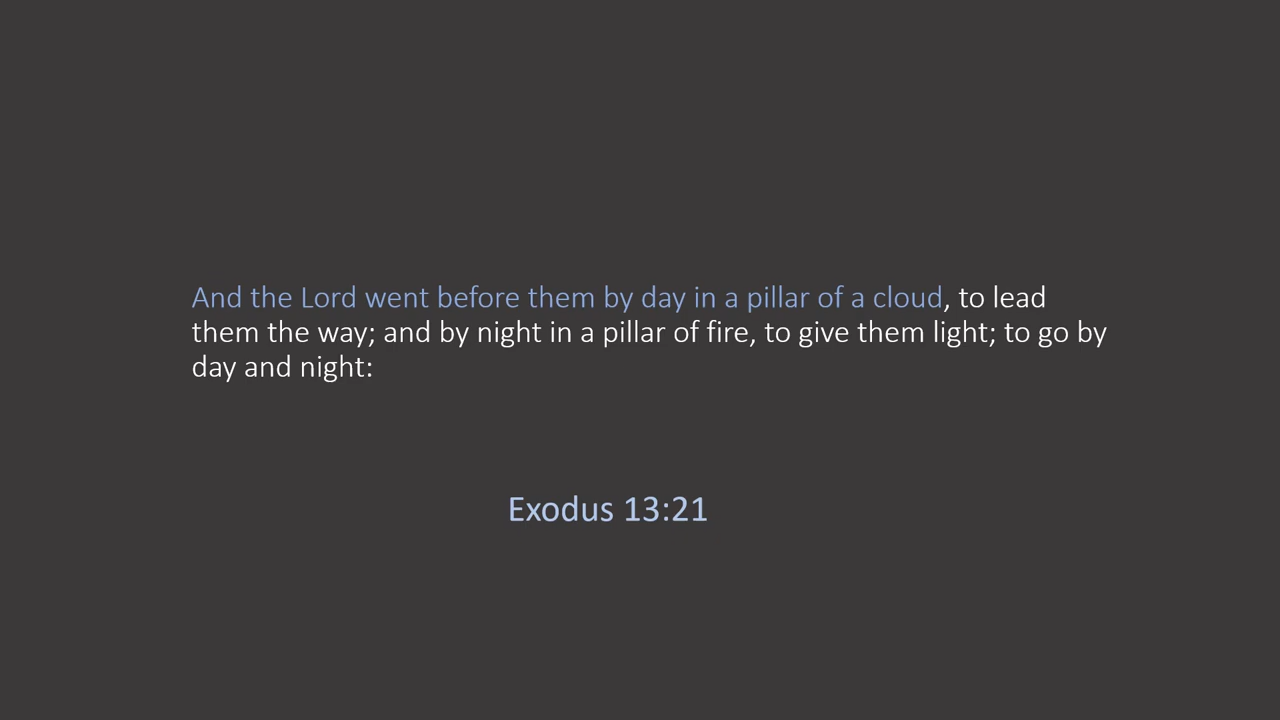 And the Lord went before them by day in a pillar of a cloud, to lead
them the way; and by night in a pillar of fire, to give them light; to go by
day and night:
Exodus 13:21